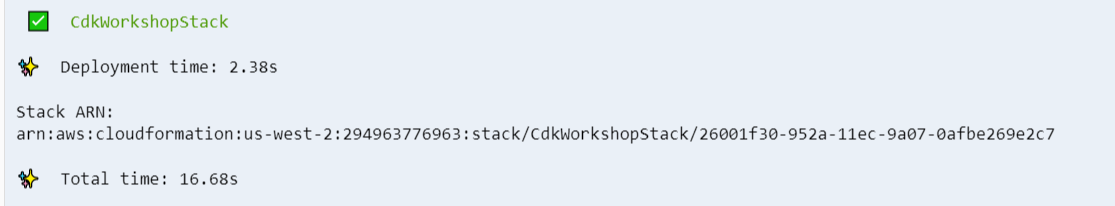 ✅ CdkWorkshopStack
✨ Deployment time: 2.38s
Stack ARN:
arn:aws:cloudformation:us-west-2:294963776963:stack/CdkWorkshopStack/26001f30-952a-11ec-9a07-0afbe269e2c7
✨ Total time: 16.68s